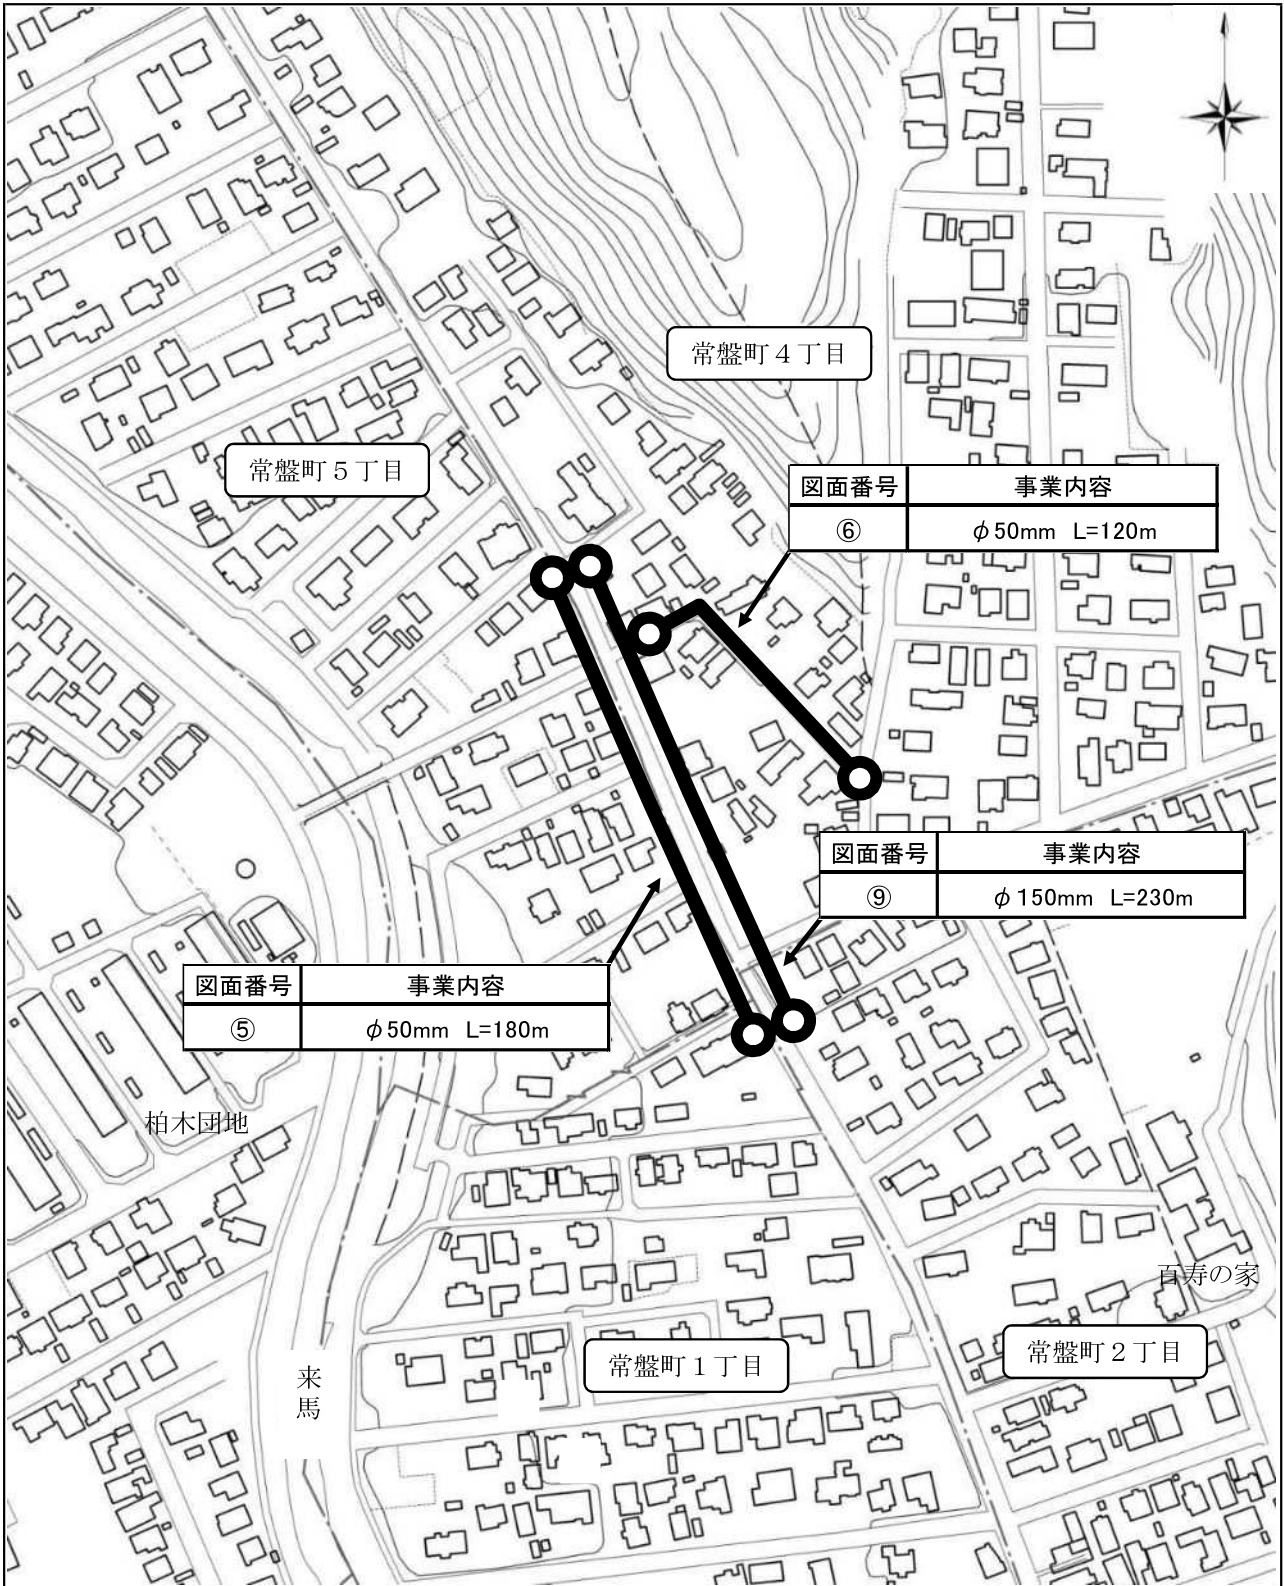 常盤町４丁目
常盤町５丁目
図面番号 事業内容
⑥ φ50mm L=120m
図面番号 事業内容
⑨ φ150mm L=230m
図面番号 事業内容
⑤ φ50mm L=180m
柏木団地
百寿の家
常盤町１丁目
常盤町２丁目
来
馬